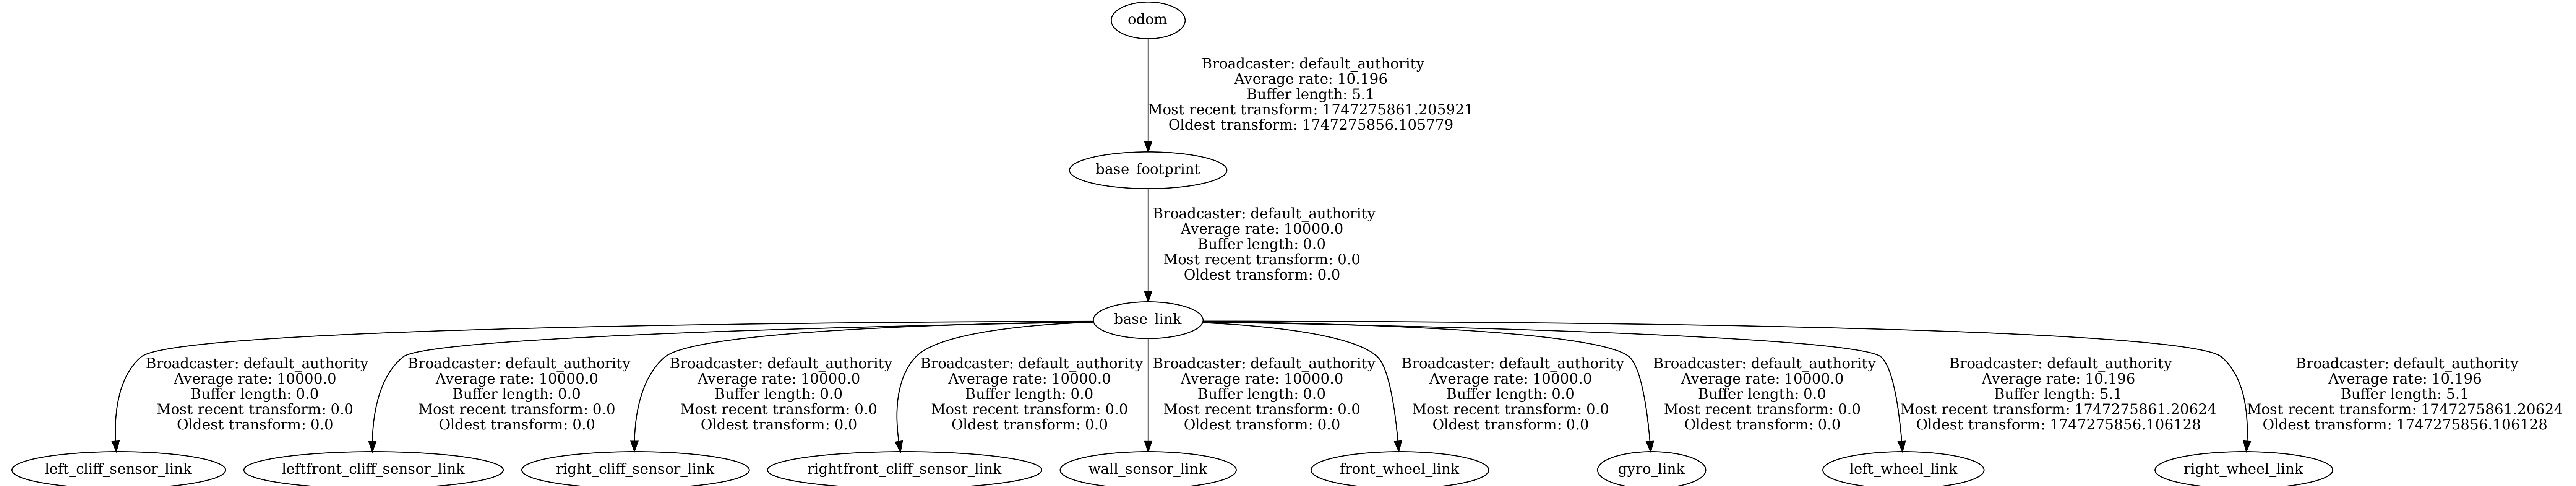 odom
Broadcaster: default_authority
Average rate: 10.196
Buffer length: 5.1
Most recent transform: 1747275861.205921
Oldest transform: 1747275856.105779
base_footprint
Broadcaster: default_authority
Average rate: 10000.0
Buffer length: 0.0
Most recent transform: 0.0
Oldest transform: 0.0
base_link
Broadcaster: default_authority
Average rate: 10000.0
Buffer length: 0.0
Most recent transform: 0.0
Oldest transform: 0.0
Broadcaster: default_authority
Average rate: 10000.0
Buffer length: 0.0
Most recent transform: 0.0
Oldest transform: 0.0
Broadcaster: default_authority
Average rate: 10000.0
Buffer length: 0.0
Most recent transform: 0.0
Oldest transform: 0.0
Broadcaster: default_authority
Average rate: 10000.0
Buffer length: 0.0
Most recent transform: 0.0
Oldest transform: 0.0
Broadcaster: default_authority
Average rate: 10000.0
Buffer length: 0.0
Most recent transform: 0.0
Oldest transform: 0.0
Broadcaster: default_authority
Average rate: 10000.0
Buffer length: 0.0
Most recent transform: 0.0
Oldest transform: 0.0
Broadcaster: default_authority
Average rate: 10000.0
Buffer length: 0.0
Most recent transform: 0.0
Oldest transform: 0.0
Broadcaster: default_authority
Average rate: 10.196
Buffer length: 5.1
Most recent transform: 1747275861.20624
Oldest transform: 1747275856.106128
Broadcaster: default_authority
Average rate: 10.196
Buffer length: 5.1
Most recent transform: 1747275861.20624
Oldest transform: 1747275856.106128
left_cliff_sensor_link
leftfront_cliff_sensor_link
right_cliff_sensor_link
rightfront_cliff_sensor_link
wall_sensor_link
front_wheel_link
gyro_link
left_wheel_link
right_wheel_link